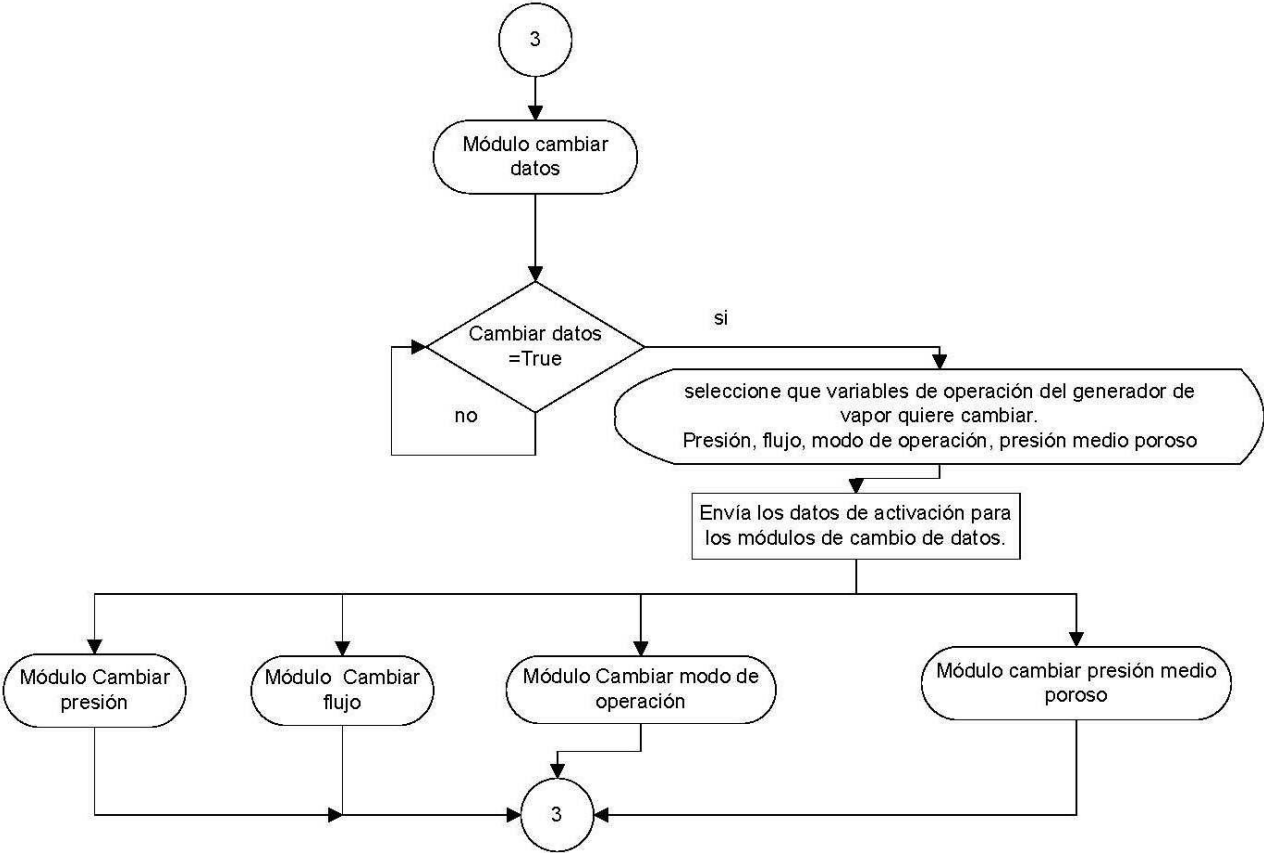 3
Módulo cambiar
datos
Cambiar datos
=True
si
no
seleccione que variables de operación del generador de
vapor quiere cambiar.
Presión, flujo, modo de operación, presión medio poroso
Envía los datos de activación para
los módulos de cambio de datos.
Módulo Cambiar
presión
Módulo Cambiar
flujo
Módulo Cambiar modo de
operación
Módulo cambiar presión medio
poroso
3